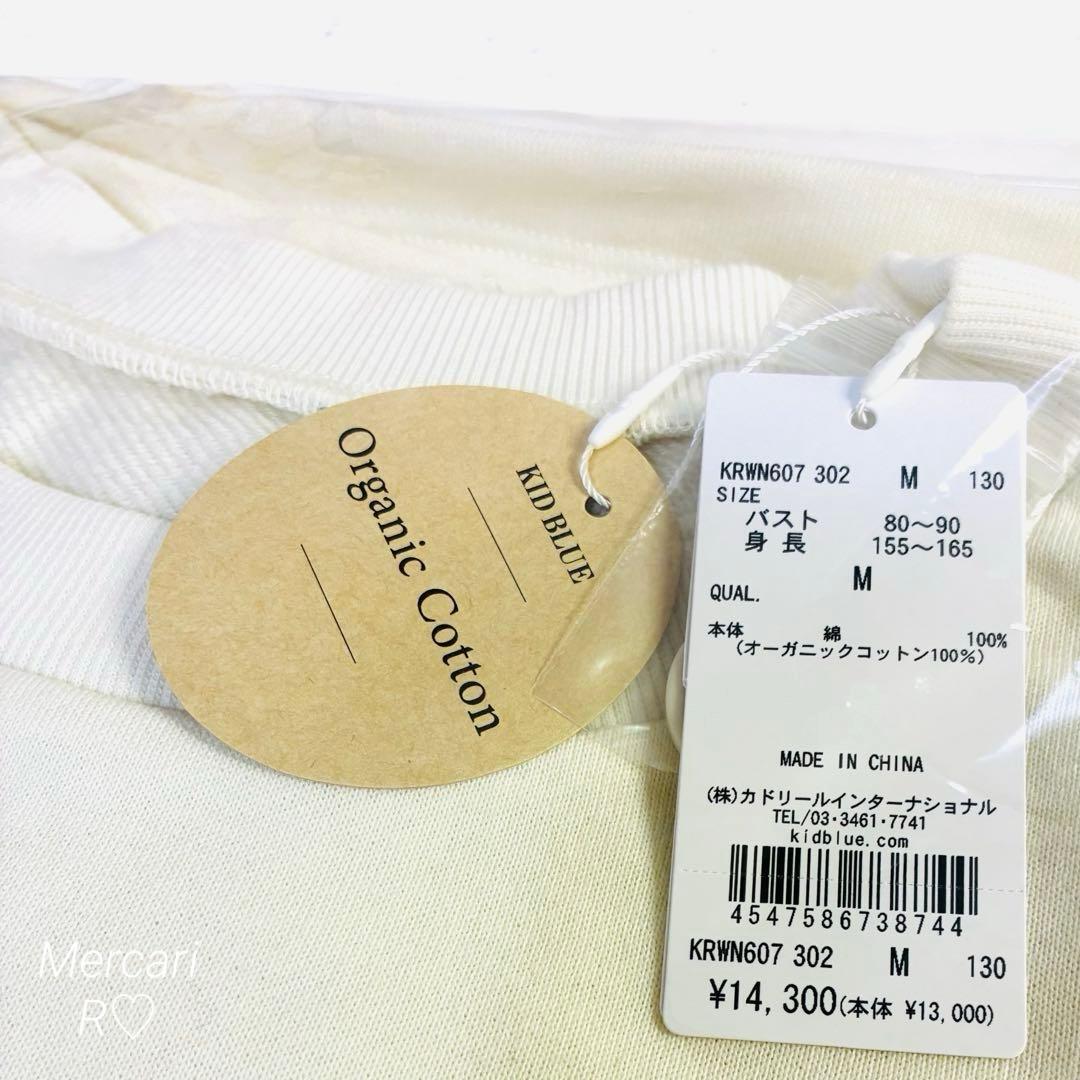 KID BLUE
Organic Cotton
KRWN607 302 M 130
SIZE
バスト 80～90
身長 155～165
M
QUAL.
本体 綿 100%
(オーガニックコットン100%)
MADE IN CHINA
(株)カドリールインターナショナル
TEL/03・3461・7741
kidblue.com
4547586738744
KRWN607 302 M 130
¥14,300(本体 ¥13,000)
Mercari
R♡